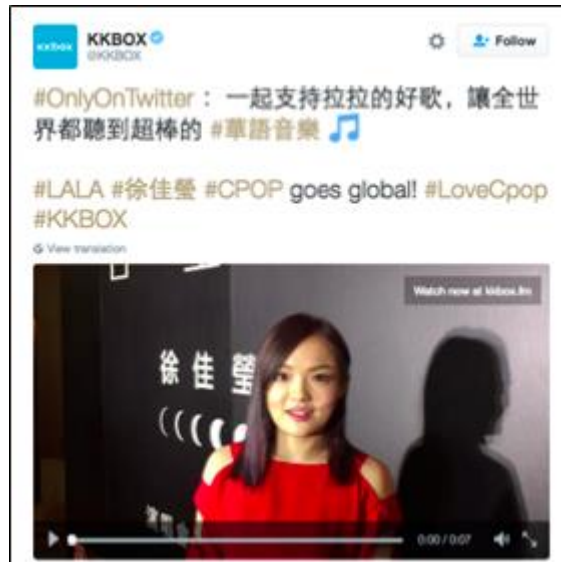 KKBOX
@KKBOX
Follow
#OnlyOnTwitter： 一起支持拉拉的好歌，讓全世
界都聽到超棒的 #華語音樂 🎵
#LALA #徐佳瑩 #CPOP goes global! #LoveCpop
#KKBOX
View translation
Watch now at kkbox.fm
徐佳瑩
0:00 / 0:07